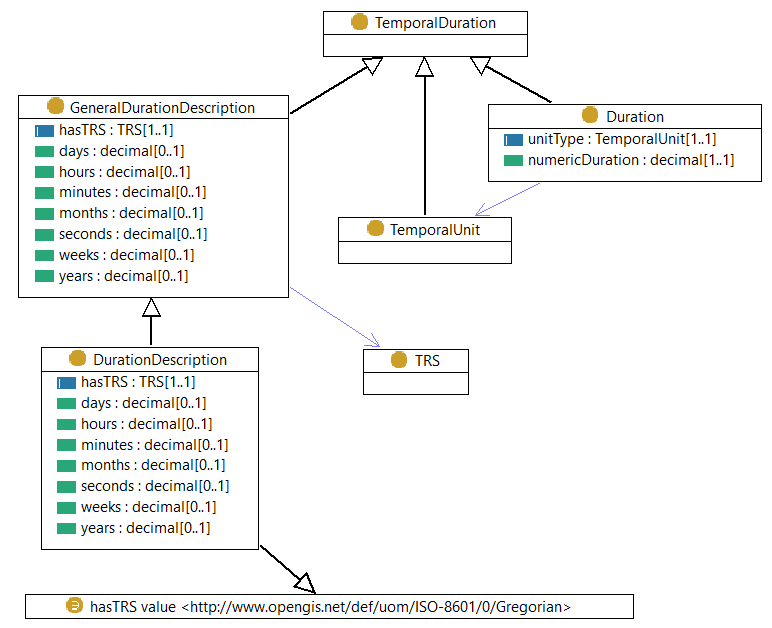 TemporalDuration
GeneralDurationDescription
hasTRS : TRS[1..1]
days : decimal[0..1]
hours : decimal[0..1]
minutes : decimal[0..1]
months : decimal[0..1]
seconds : decimal[0..1]
weeks : decimal[0..1]
years : decimal[0..1]
Duration
unitType : TemporalUnit[1..1]
numericDuration : decimal[1..1]
TemporalUnit
DurationDescription
hasTRS : TRS[1..1]
days : decimal[0..1]
hours : decimal[0..1]
minutes : decimal[0..1]
months : decimal[0..1]
seconds : decimal[0..1]
weeks : decimal[0..1]
years : decimal[0..1]
TRS
hasTRS value <http://www.opengis.net/def/uom/ISO-8601/0/Gregorian>